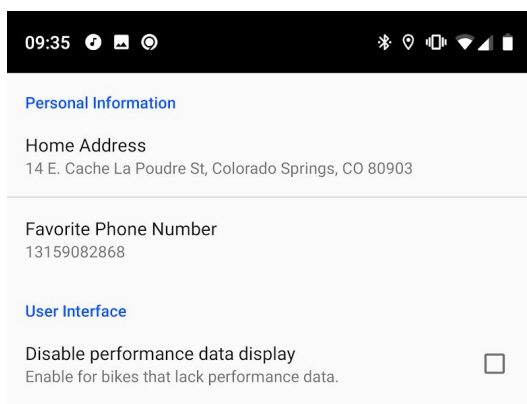 09:35
Personal Information
Home Address
14 E. Cache La Poudre St, Colorado Springs, CO 80903
Favorite Phone Number
13159082868
User Interface
Disable performance data display
Enable for bikes that lack performance data.